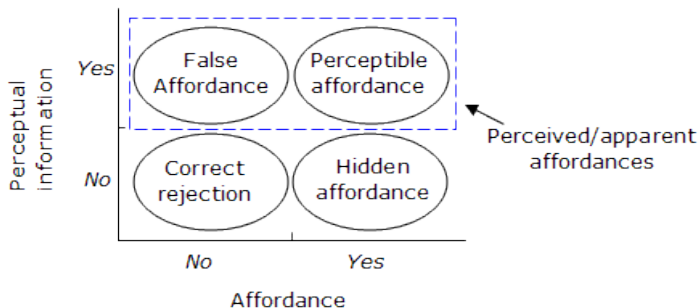 Perceptual
information
Yes
No
False
Affordance
Perceptible
affordance
Correct
rejection
Hidden
affordance
Perceived/apparent
affordances
No
Yes
Affordance